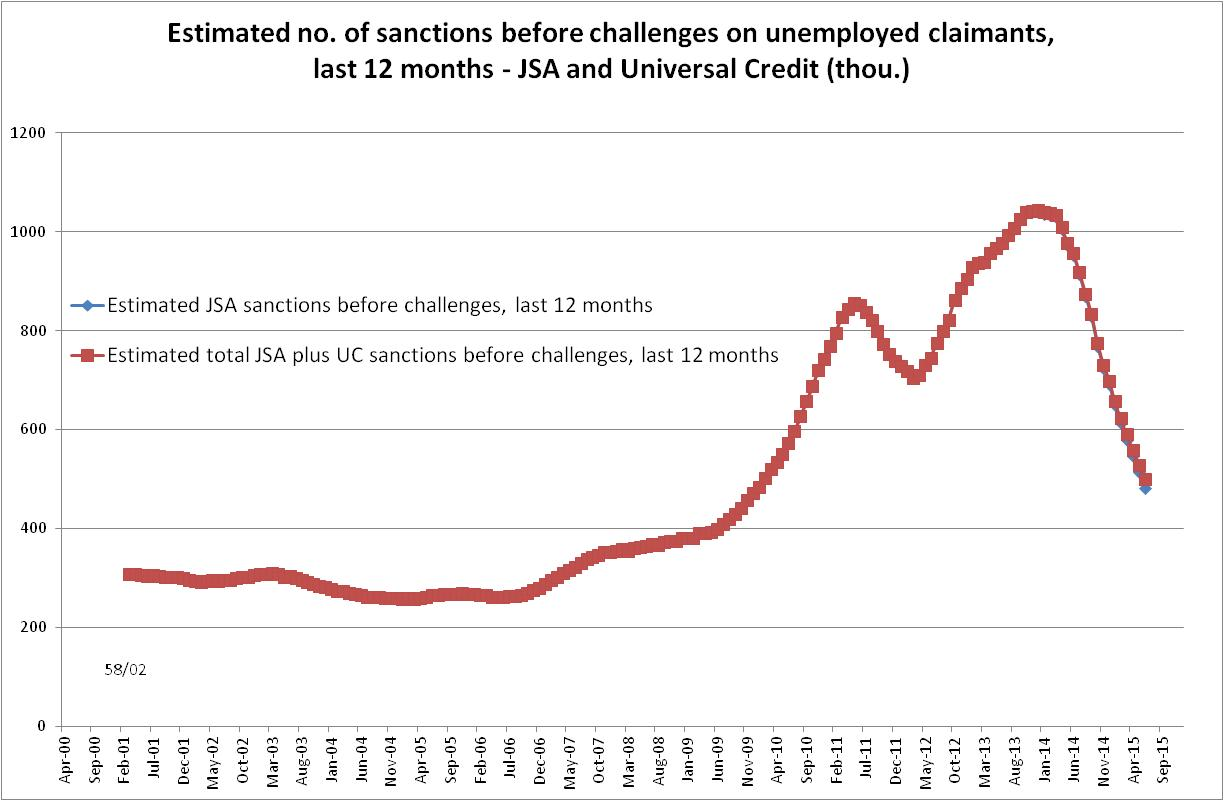 Estimated no. of sanctions before challenges on unemployed claimants,
last 12 months - JSA and Universal Credit (thou.)
1200
1000
800
600
400
200
0
Estimated JSA sanctions before challenges, last 12 months
Estimated total JSA plus UC sanctions before challenges, last 12 months
58/02
Apr-00
Sep-00
Feb-01
Jul-01
Dec-01
May-02
Oct-02
Mar-03
Aug-03
Jan-04
Jun-04
Nov-04
Apr-05
Sep-05
Feb-06
Jul-06
Dec-06
May-07
Oct-07
Mar-08
Aug-08
Jan-09
Jun-09
Nov-09
Apr-10
Sep-10
Feb-11
Jul-11
Dec-11
May-12
Oct-12
Mar-13
Aug-13
Jan-14
Jun-14
Nov-14
Apr-15
Sep-15